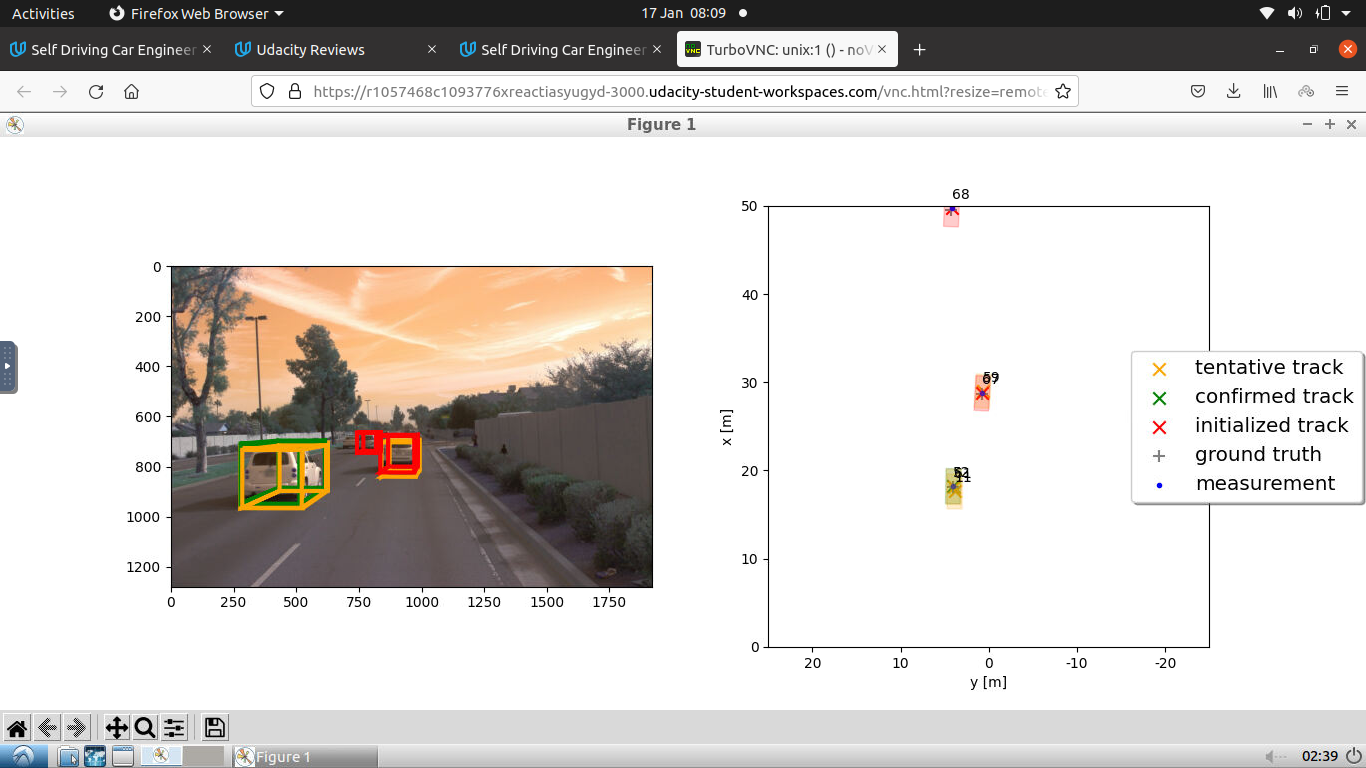 Activities
Firefox Web Browser
17 Jan 08:09
Self Driving Car Engineer
Udacity Reviews
Self Driving Car Engineer
TurboVNC: unix:1 () - noV
https://r1057468c1093776xreactiasyugyd-3000.udacity-student-workspaces.com/vnc.html?resize=remote
Figure 1
68
50
40
30
20
10
0
x [m]
20
10
0
-10
-20
y [m]
59
11
0
200
400
600
800
1000
1200
0
250
500
750
1000
1250
1500
1750
tentative track
confirmed track
initialized track
ground truth
measurement
Figure 1
02:39